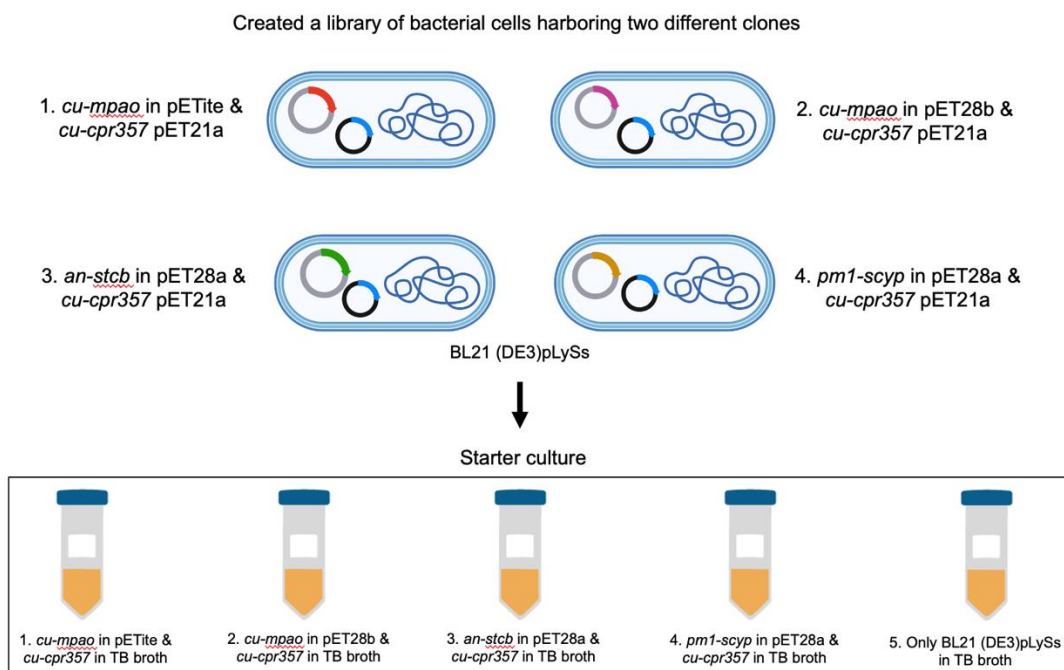 Created a library of bacterial cells harboring two different clones
1. cu-mpao in pETite &
cu-cpr357 pET21a
2. cu-mpao in pET28b &
cu-cpr357 pET21a
3. an-stcb in pET28a &
cu-cpr357 pET21a
4. pm1-scyp in pET28a &
cu-cpr357 pET21a
BL21 (DE3)pLySs
Starter culture
1. cu-mpao in pETite &
cu-cpr357 in TB broth
2. cu-mpao in pET28b &
cu-cpr357 in TB broth
3. an-stcb in pET28a &
cu-cpr357 in TB broth
4. pm1-scyp in pET28a &
cu-cpr357 in TB broth
5. Only BL21 (DE3)pLySs
in TB broth